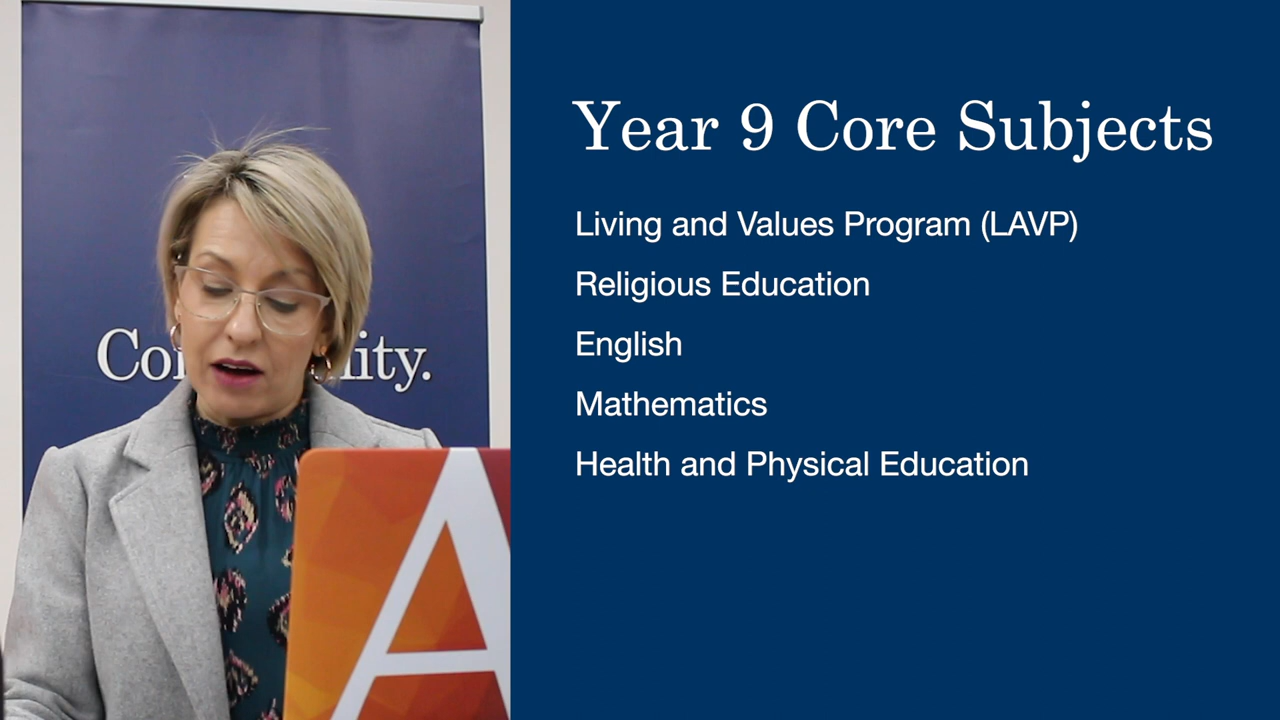 Year 9 Core Subjects
Living and Values Program (LAVP)
Religious Education
English
Mathematics
Health and Physical Education
A